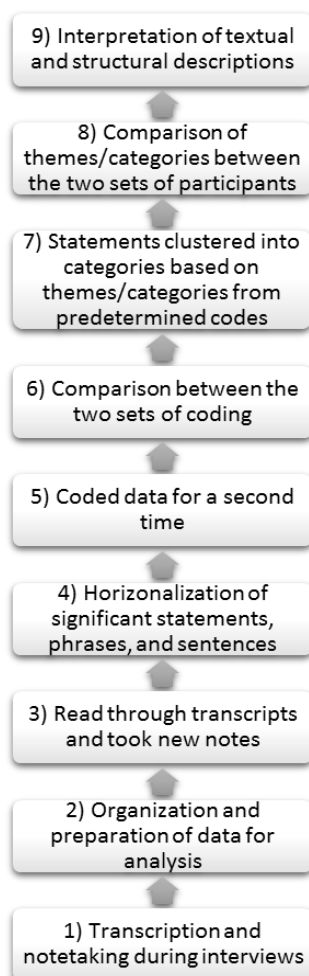 9) Interpretation of textual
and structural descriptions
8) Comparison of
themes/categories between
the two sets of participants
7) Statements clustered into
categories based on
themes/categories from
predetermined codes
6) Comparison between the
two sets of coding
5) Coded data for a second
time
4) Horizonalization of
significant statements,
phrases, and sentences
3) Read through transcripts
and took new notes
2) Organization and
preparation of data for
analysis
1) Transcription and
notetaking during interviews